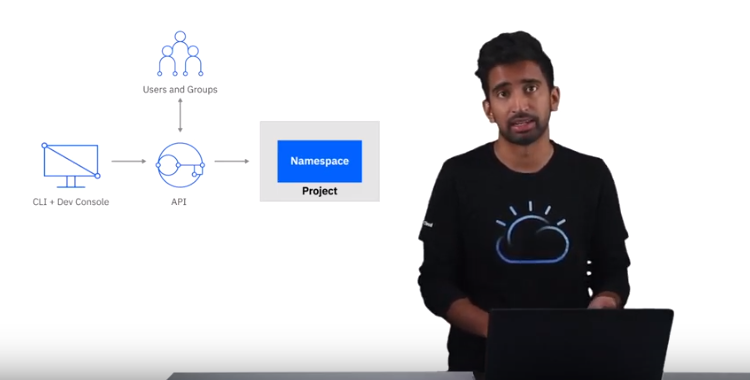 Users and Groups
CLI + Dev Console
API
Namespace
Project